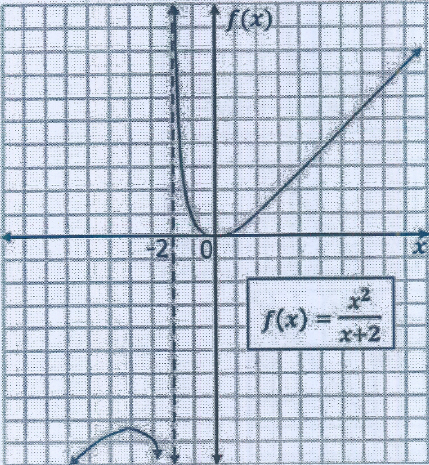 f(x)
-2 0 x
f(x) = x²/x+2